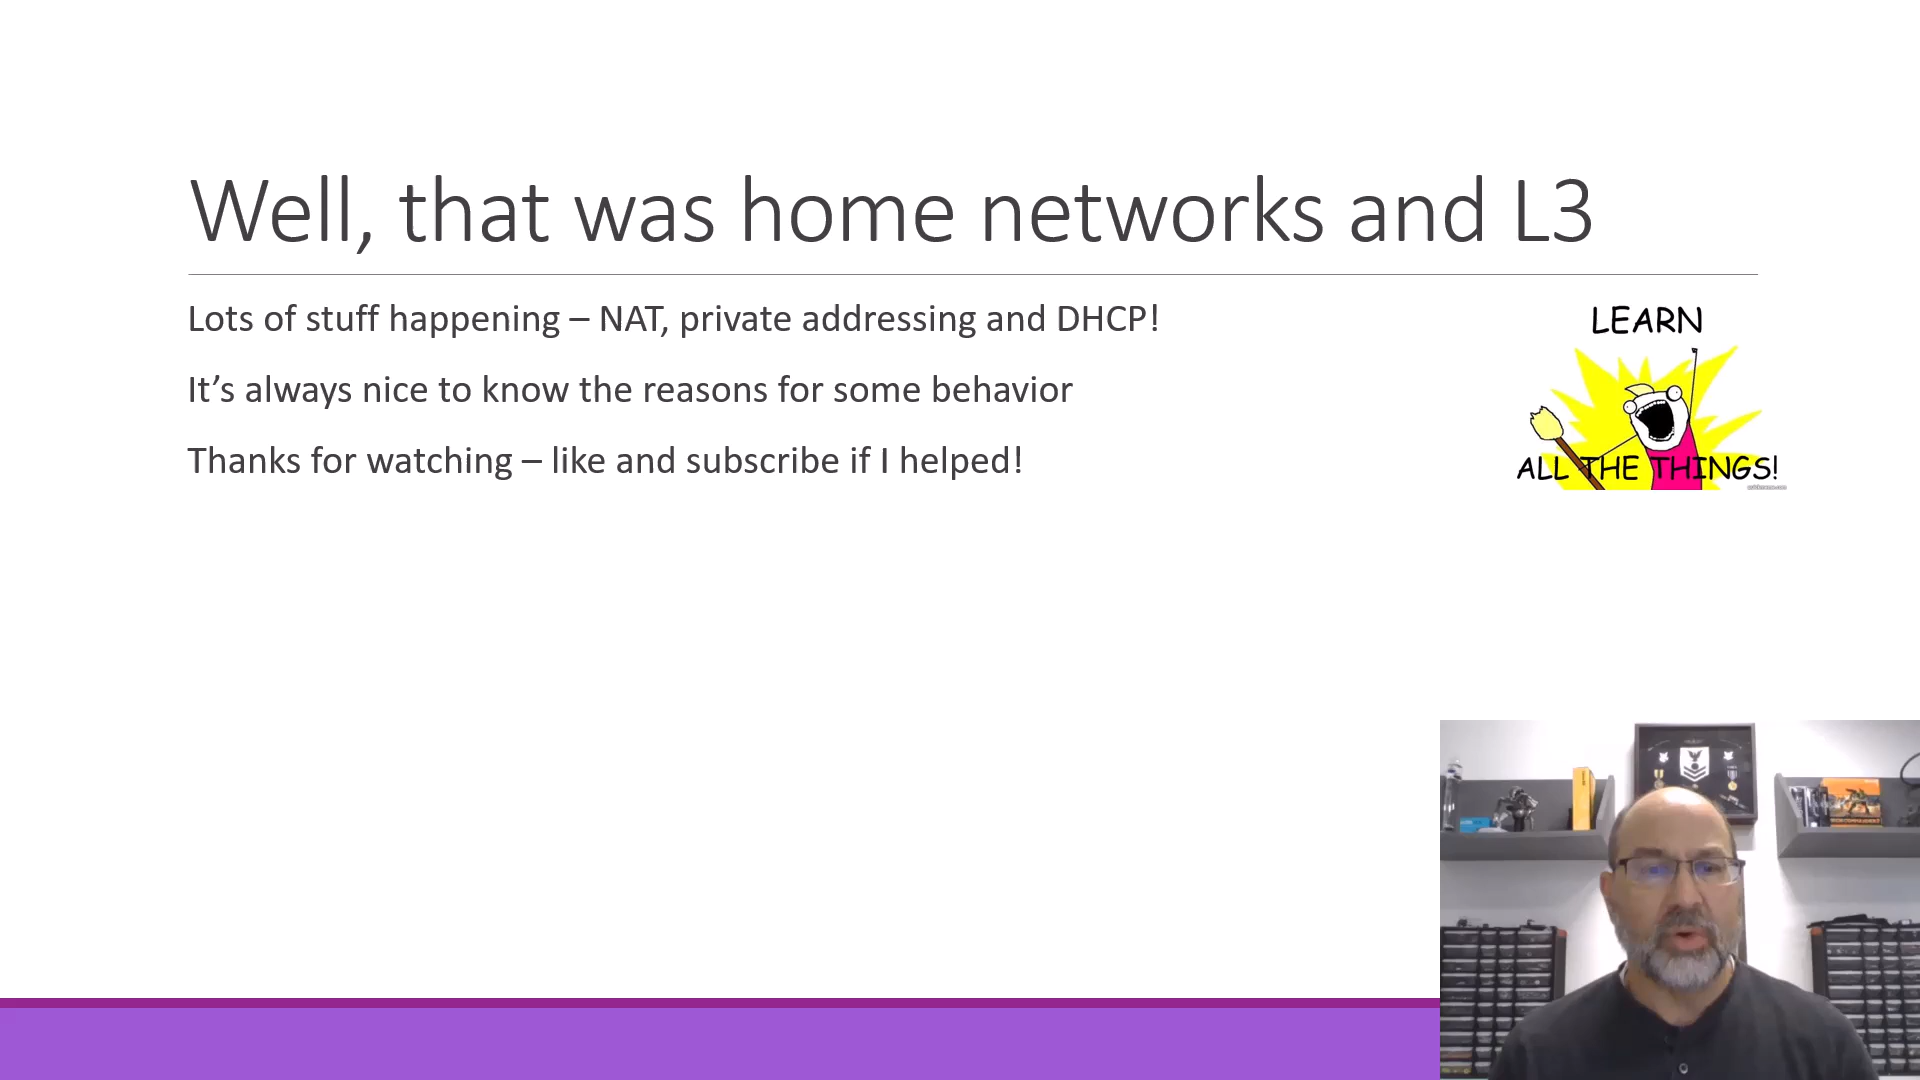 Well, that was home networks and L3
Lots of stuff happening – NAT, private addressing and DHCP!
It’s always nice to know the reasons for some behavior
Thanks for watching – like and subscribe if I helped!
LEARN
ALL THE THINGS!